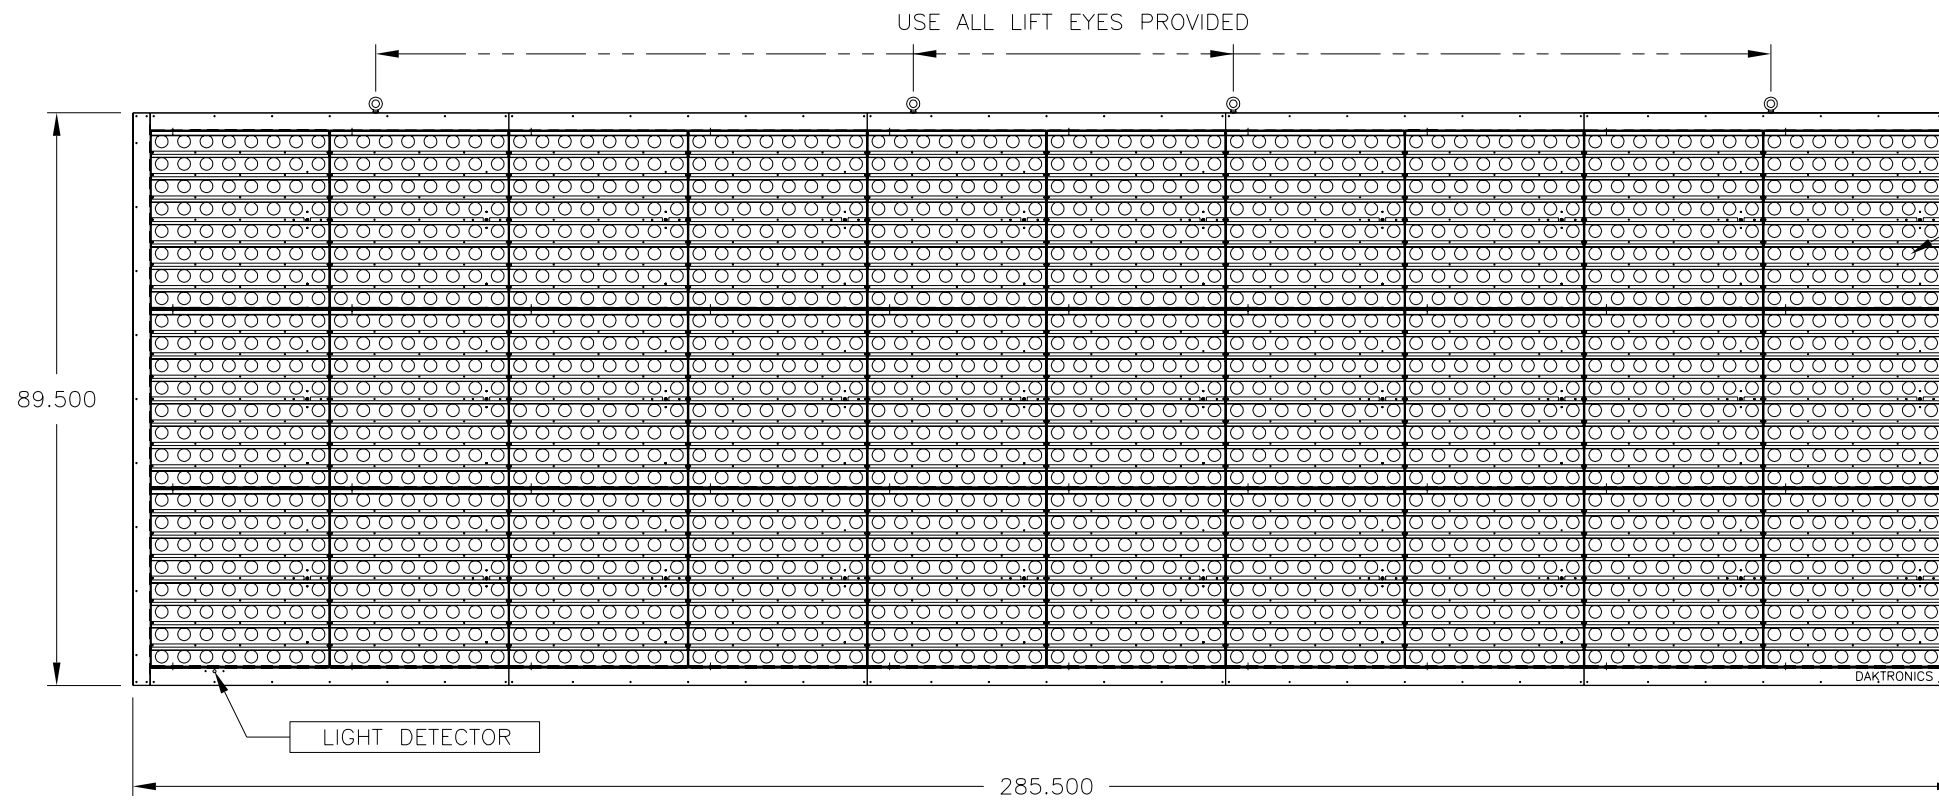 USE ALL LIFT EYES PROVIDED
89.500
DAKTRONICS
LIGHT DETECTOR
285.500